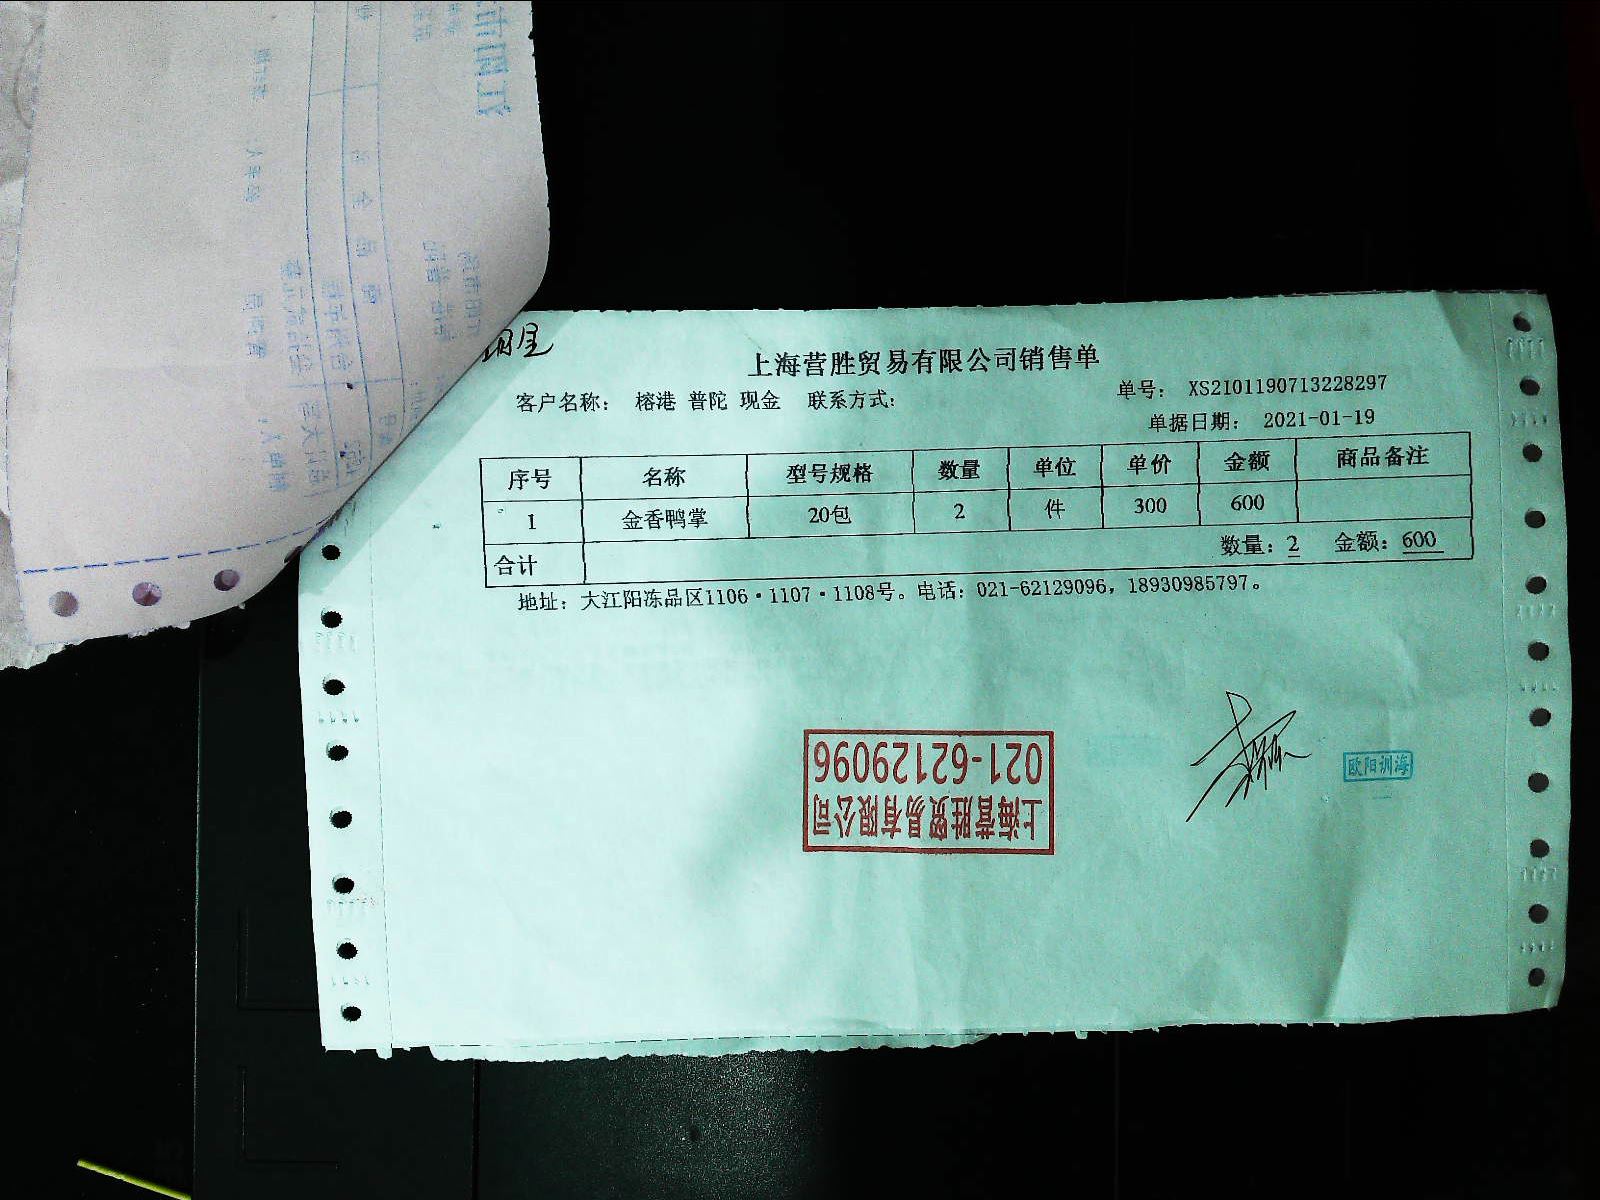 上海营胜贸易有限公司销售单
单号： XS2101190713228297
客户名称： 榕港 普陀 现金 联系方式：
单据日期： 2021-01-19
序号 名称 型号规格 数量 单位 单价 金额 商品备注
1 金香鸭掌 20包 2 件 300 600
合计 数量：2 金额：600
地址：大江阳冻品区1106·1107·1108号。电话：021-62129096，18930985797。
上海营胜贸易有限公司
021-62129096
欧阳训海